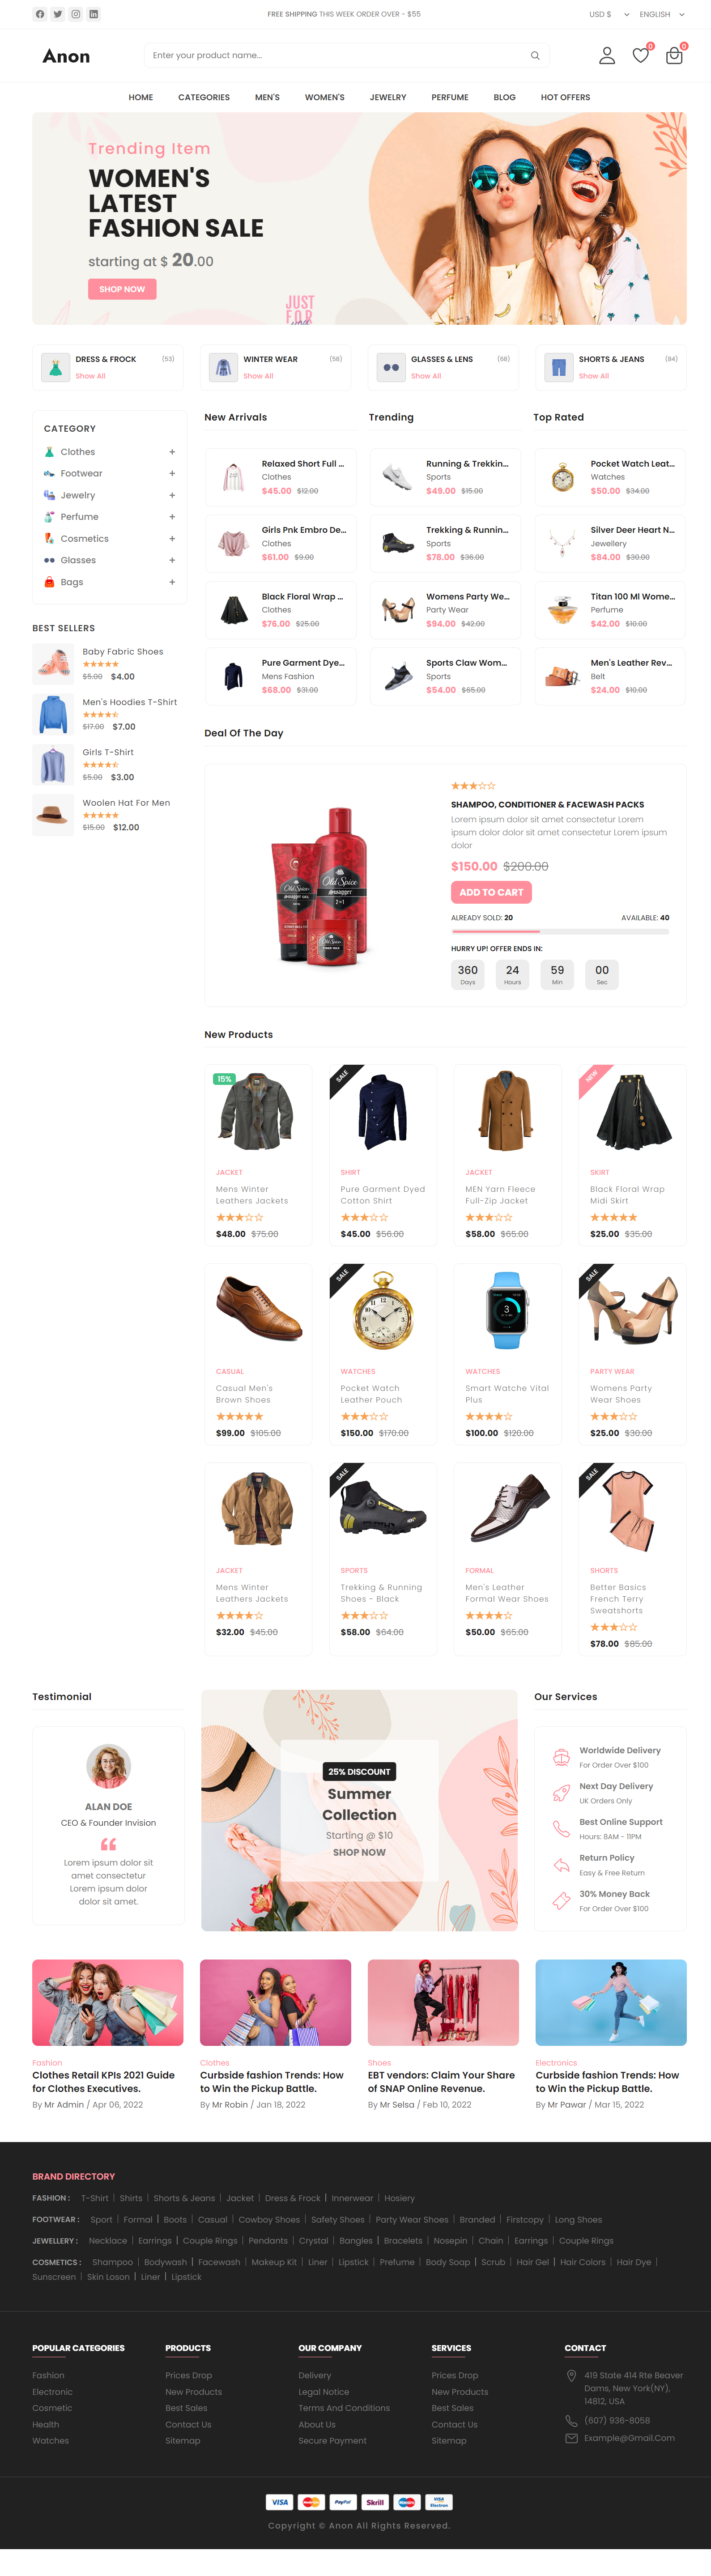 FREE SHIPPING THIS WEEK ORDER OVER - $55
USD $
ENGLISH
Anon
Enter your product name...
0
0
HOME
CATEGORIES
MEN'S
WOMEN'S
JEWELRY
PERFUME
BLOG
HOT OFFERS
Trending Item
WOMEN'S
LATEST
FASHION SALE
starting at $ 20.00
SHOP NOW
JUST
FOR
you
DRESS & FROCK (53)
Show All
WINTER WEAR (58)
Show All
GLASSES & LENS (68)
Show All
SHORTS & JEANS (84)
Show All
CATEGORY
Clothes +
Footwear +
Jewelry +
Perfume +
Cosmetics +
Glasses +
Bags +
BEST SELLERS
Baby Fabric Shoes
$5.00 $4.00
Men's Hoodies T-Shirt
$17.00 $7.00
Girls T-Shirt
$5.00 $3.00
Woolen Hat For Men
$15.00 $12.00
New Arrivals
Relaxed Short Full ...
Clothes
$45.00 $12.00
Girls Pnk Embro De...
Clothes
$61.00 $9.00
Black Floral Wrap ...
Clothes
$76.00 $25.00
Pure Garment Dye...
Mens Fashion
$68.00 $31.00
Trending
Running & Trekkin...
Sports
$49.00 $15.00
Trekking & Runnin...
Sports
$78.00 $36.00
Womens Party We...
Party Wear
$94.00 $42.00
Sports Claw Wom...
Sports
$54.00 $65.00
Top Rated
Pocket Watch Leat...
Watches
$50.00 $34.00
Silver Deer Heart N...
Jewellery
$84.00 $30.00
Titan 100 Ml Wome...
Perfume
$42.00 $10.00
Men's Leather Rev...
Belt
$24.00 $10.00
Deal Of The Day
Old Spice
Swagger
Old Spice
Swagger
2-in-1
Old Spice
SHAMPOO, CONDITIONER & FACEWASH PACKS
Lorem ipsum dolor sit amet consectetur Lorem
ipsum dolor dolor sit amet consectetur Lorem ipsum
dolor
$150.00 $200.00
ADD TO CART
ALREADY SOLD: 20
AVAILABLE: 40
HURRY UP! OFFER ENDS IN:
360 24 59 00
Days Hours Min Sec
New Products
15%
JACKET
Mens Winter
Leathers Jackets
$48.00 $75.00
SALE
SHIRT
Pure Garment Dyed
Cotton Shirt
$45.00 $56.00
JACKET
MEN Yarn Fleece
Full-Zip Jacket
$58.00 $65.00
NEW
SKIRT
Black Floral Wrap
Midi Skirt
$25.00 $35.00
CASUAL
Casual Men's
Brown Shoes
$99.00 $105.00
SALE
WATCHES
Pocket Watch
Leather Pouch
$150.00 $170.00
3
WATCHES
Smart Watche Vital
Plus
$100.00 $120.00
SALE
PARTY WEAR
Womens Party
Wear Shoes
$25.00 $30.00
JACKET
Mens Winter
Leathers Jackets
$32.00 $45.00
SALE
SPORTS
Trekking & Running
Shoes - Black
$58.00 $64.00
FORMAL
Men's Leather
Formal Wear Shoes
$50.00 $65.00
SALE
SHORTS
Better Basics
French Terry
Sweatshorts
$78.00 $85.00
Testimonial
ALAN DOE
CEO & Founder Invision
Lorem ipsum dolor sit
amet consectetur
Lorem ipsum dolor
dolor sit amet.
25% DISCOUNT
Summer
Collection
Starting @ $10
SHOP NOW
Our Services
Worldwide Delivery
For Order Over $100
Next Day Delivery
UK Orders Only
Best Online Support
Hours: 8AM - 11PM
Return Policy
Easy & Free Return
30% Money Back
For Order Over $100
Fashion
Clothes Retail KPIs 2021 Guide
for Clothes Executives.
By Mr Admin / Apr 06, 2022
Clothes
Curbside fashion Trends: How
to Win the Pickup Battle.
By Mr Robin / Jan 18, 2022
Shoes
EBT vendors: Claim Your Share
of SNAP Online Revenue.
By Mr Selsa / Feb 10, 2022
Electronics
Curbside fashion Trends: How
to Win the Pickup Battle.
By Mr Pawar / Mar 15, 2022
BRAND DIRECTORY
FASHION : T-Shirt | Shirts | Shorts & Jeans | Jacket | Dress & Frock | Innerwear | Hosiery
FOOTWEAR : Sport | Formal | Boots | Casual | Cowboy Shoes | Safety Shoes | Party Wear Shoes | Branded | Firstcopy | Long Shoes
JEWELLERY : Necklace | Earrings | Couple Rings | Pendants | Crystal | Bangles | Bracelets | Nosepin | Chain | Earrings | Couple Rings
COSMETICS : Shampoo | Bodywash | Facewash | Makeup Kit | Liner | Lipstick | Prefume | Body Soap | Scrub | Hair Gel | Hair Colors | Hair Dye |
Sunscreen | Skin Loson | Liner | Lipstick
POPULAR CATEGORIES
Fashion
Electronic
Cosmetic
Health
Watches
PRODUCTS
Prices Drop
New Products
Best Sales
Contact Us
Sitemap
OUR COMPANY
Delivery
Legal Notice
Terms And Conditions
About Us
Secure Payment
SERVICES
Prices Drop
New Products
Best Sales
Contact Us
Sitemap
CONTACT
419 State 414 Rte Beaver
Dams, New York(NY),
14812, USA
(607) 936-8058
Example@Gmail.Com
VISA MasterCard PayPal Skrill Maestro VISA Electron
Copyright © Anon All Rights Reserved.